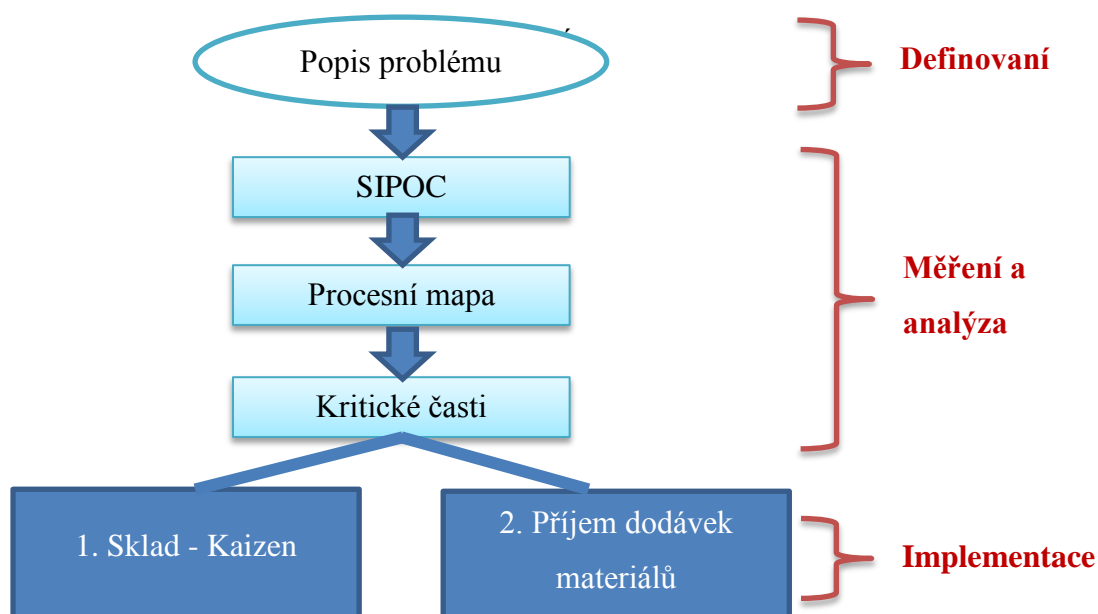 Popis problému
Definovaní
SIPOC
Procesní mapa
Měření a
analýza
Kritické časti
1. Sklad - Kaizen
2. Příjem dodávek
materiálů
Implementace